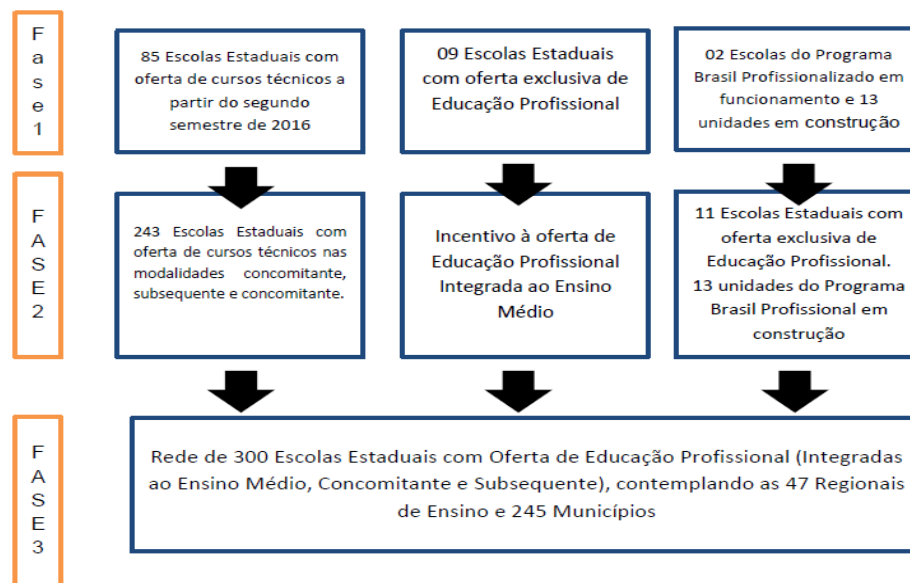 Fase1
85 Escolas Estaduais com
oferta de cursos técnicos a
partir do segundo
semestre de 2016
09 Escolas Estaduais
com oferta exclusiva de
Educação Profissional
02 Escolas do Programa
Brasil Profissionalizado em
funcionamento e 13
unidades em construção
FASE2
243 Escolas Estaduais com
oferta de cursos técnicos nas
modalidades concomitante,
subsequente e concomitante.
Incentivo à oferta de
Educação Profissional
Integrada ao Ensino
Médio
11 Escolas Estaduais com
oferta exclusiva de
Educação Profissional.
13 unidades do Programa
Brasil Profissional em
construção
FASE3
Rede de 300 Escolas Estaduais com Oferta de Educação Profissional (Integradas
ao Ensino Médio, Concomitante e Subsequente), contemplando as 47 Regionais
de Ensino e 245 Municípios